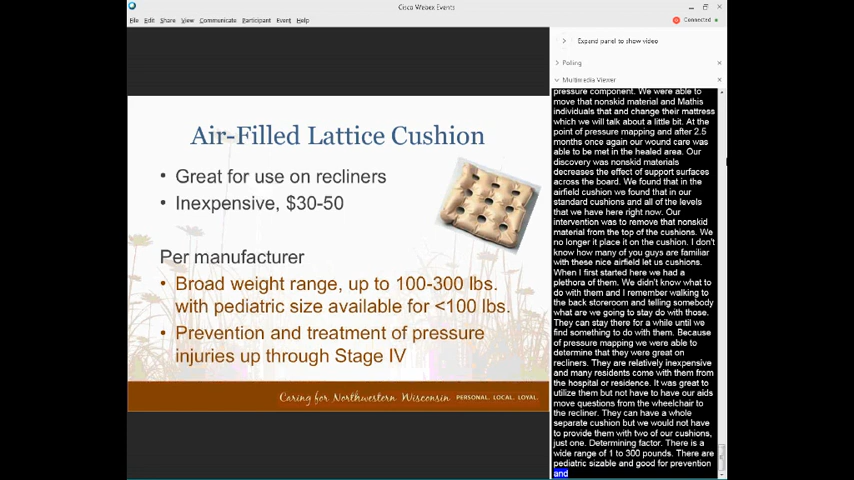 Cisco Webex Events
File Edit Share View Communicate Participant Event Help
Connected
Expand panel to show video
Polling
Multimedia Viewer
Air-Filled Lattice Cushion
• Great for use on recliners
• Inexpensive, $30-50
Per manufacturer
• Broad weight range, up to 100-300 lbs.
with pediatric size available for <100 lbs.
• Prevention and treatment of pressure
injuries up through Stage IV
Caring for Northwestern Wisconsin PERSONAL. LOCAL. LOYAL.
pressure component. We were able to
move that nonskid material and Mathis
individuals that and change their mattress
which we will talk about a little bit. At the
point of pressure mapping and after 2.5
months once again our wound care was
able to be met in the healed area. Our
discovery was nonskid materials
decreases the effect of support surfaces
across the board. We found that in the
airfield cushion we found that in our
standard cushions and all of the levels
that we have here right now. Our
intervention was to remove that nonskid
material from the top of the cushions. We
no longer it place it on the cushion. I don't
know how many of you guys are familiar
with these nice airfield let us cushions.
When I first started here we had a
plethora of them. We didn't know what to
do with them and I remember walking to
the back storeroom and telling somebody
what are we going to stay do with those.
They can stay there for a while until we
find something to do with them. Because
of pressure mapping we were able to
determine that they were great on
recliners. They are relatively inexpensive
and many residents come with them from
the hospital or residence. It was great to
utilize them but not have to have our aids
move questions from the wheelchair to
the recliner. They can have a whole
separate cushion but we would not have
to provide them with two of our cushions,
just one. Determining factor. There is a
wide range of 1 to 300 pounds. There are
pediatric sizable and good for prevention
and